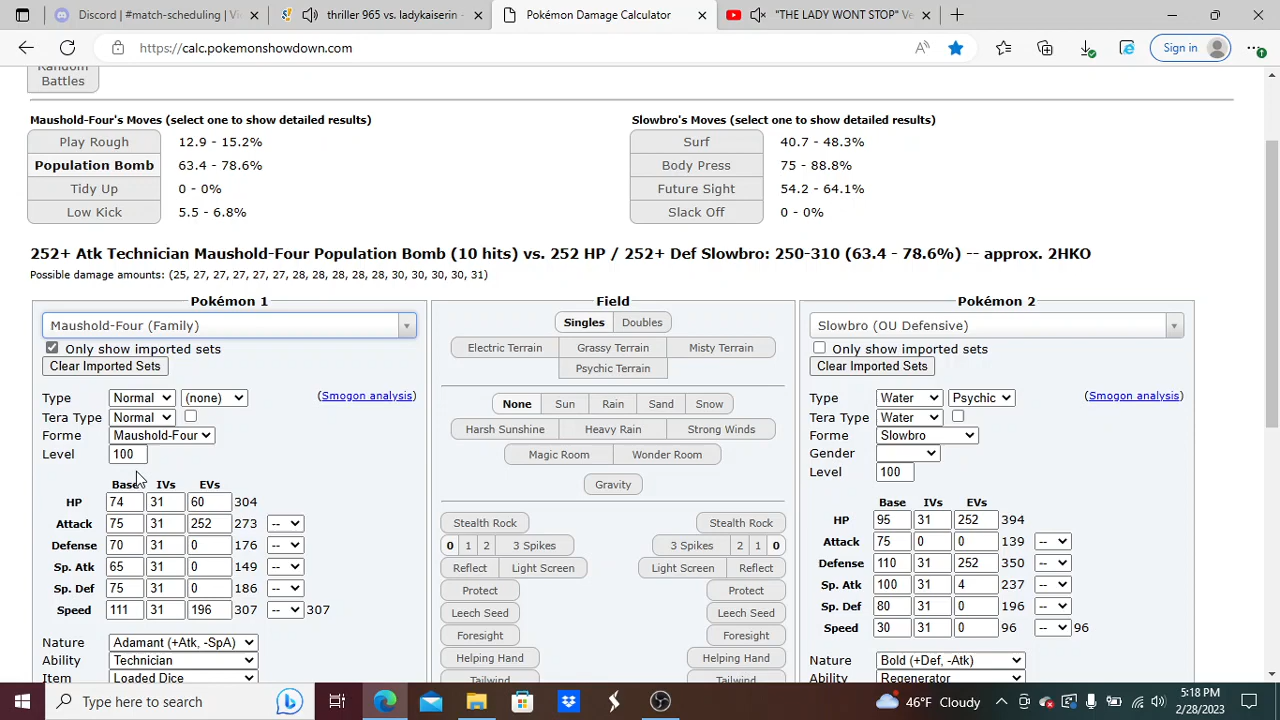 Discord | #match-scheduling | Vi
thriller 965 vs. ladykaiserin -
Pokémon Damage Calculator
"THE LADY WONT STOP" Ve
https://calc.pokemonshowdown.com
Sign in
Random
Battles
Maushold-Four's Moves (select one to show detailed results)
Play Rough 12.9 - 15.2%
Population Bomb 63.4 - 78.6%
Tidy Up 0 - 0%
Low Kick 5.5 - 6.8%
Slowbro's Moves (select one to show detailed results)
Surf 40.7 - 48.3%
Body Press 75 - 88.8%
Future Sight 54.2 - 64.1%
Slack Off 0 - 0%
252+ Atk Technician Maushold-Four Population Bomb (10 hits) vs. 252 HP / 252+ Def Slowbro: 250-310 (63.4 - 78.6%) -- approx. 2HKO
Possible damage amounts: (25, 27, 27, 27, 27, 27, 28, 28, 28, 28, 28, 30, 30, 30, 30, 31)
Pokémon 1
Maushold-Four (Family)
Only show imported sets
Clear Imported Sets
Type Normal (none) (Smogon analysis)
Tera Type Normal
Forme Maushold-Four
Level 100
Base IVs EVs
HP 74 31 60 304
Attack 75 31 252 273 --
Defense 70 31 0 176 --
Sp. Atk 65 31 0 149 --
Sp. Def 75 31 0 186 --
Speed 111 31 196 307 -- 307
Nature Adamant (+Atk, -SpA)
Ability Technician
Item Loaded Dice
Field
Singles Doubles
Electric Terrain Grassy Terrain Misty Terrain
Psychic Terrain
None Sun Rain Sand Snow
Harsh Sunshine Heavy Rain Strong Winds
Magic Room Wonder Room
Gravity
Stealth Rock Stealth Rock
0 1 2 3 Spikes 3 Spikes 2 1 0
Reflect Light Screen Light Screen Reflect
Protect Protect
Leech Seed Leech Seed
Foresight Foresight
Helping Hand Helping Hand
Tailwind Tailwind
Pokémon 2
Slowbro (OU Defensive)
Only show imported sets
Clear Imported Sets
Type Water Psychic (Smogon analysis)
Tera Type Water
Forme Slowbro
Gender
Level 100
Base IVs EVs
HP 95 31 252 394
Attack 75 0 0 139 --
Defense 110 31 252 350 --
Sp. Atk 100 31 4 237 --
Sp. Def 80 31 0 196 --
Speed 30 31 0 96 -- 96
Nature Bold (+Def, -Atk)
Ability Regenerator
Type here to search
46°F Cloudy
5:18 PM
2/28/2023